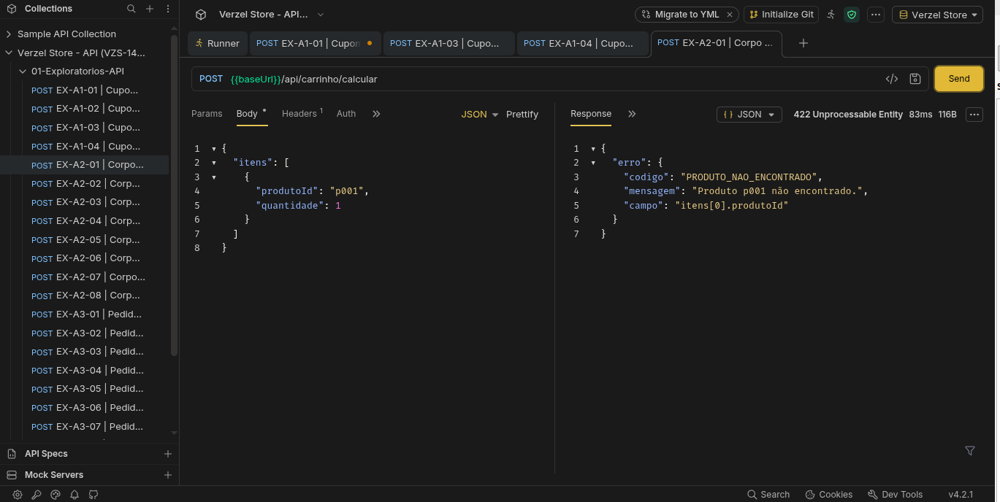 Collections
Sample API Collection
Verzel Store - API (VZS-14...
01-Exploratorios-API
POST EX-A1-01 | Cupo...
POST EX-A1-02 | Cupo...
POST EX-A1-03 | Cupo...
POST EX-A1-04 | Cupo...
POST EX-A2-01 | Corpo...
POST EX-A2-02 | Corp...
POST EX-A2-03 | Corp...
POST EX-A2-04 | Corp...
POST EX-A2-05 | Corp...
POST EX-A2-06 | Corp...
POST EX-A2-07 | Corpo...
POST EX-A2-08 | Corp...
POST EX-A3-01 | Pedid...
POST EX-A3-02 | Pedid...
POST EX-A3-03 | Pedid...
POST EX-A3-04 | Pedid...
POST EX-A3-05 | Pedid...
POST EX-A3-06 | Pedid...
POST EX-A3-07 | Pedid...
API Specs
Mock Servers
Verzel Store - API...
Migrate to YML
Initialize Git
Verzel Store
Runner
POST EX-A1-01 | Cupon
POST EX-A1-03 | Cupo...
POST EX-A1-04 | Cupo...
POST EX-A2-01 | Corpo ...
POST {{baseUrl}}/api/carrinho/calcular
Send
Params Body Headers 1 Auth JSON Prettify
1 {
2 "itens": [
3 {
4 "produtoId": "p001",
5 "quantidade": 1
6 }
7 ]
8 }
Response { } JSON 422 Unprocessable Entity 83ms 116B
1 {
2 "erro": {
3 "codigo": "PRODUTO_NAO_ENCONTRADO",
4 "mensagem": "Produto p001 não encontrado.",
5 "campo": "itens[0].produtoId"
6 }
7 }
Search Cookies Dev Tools v4.2.1